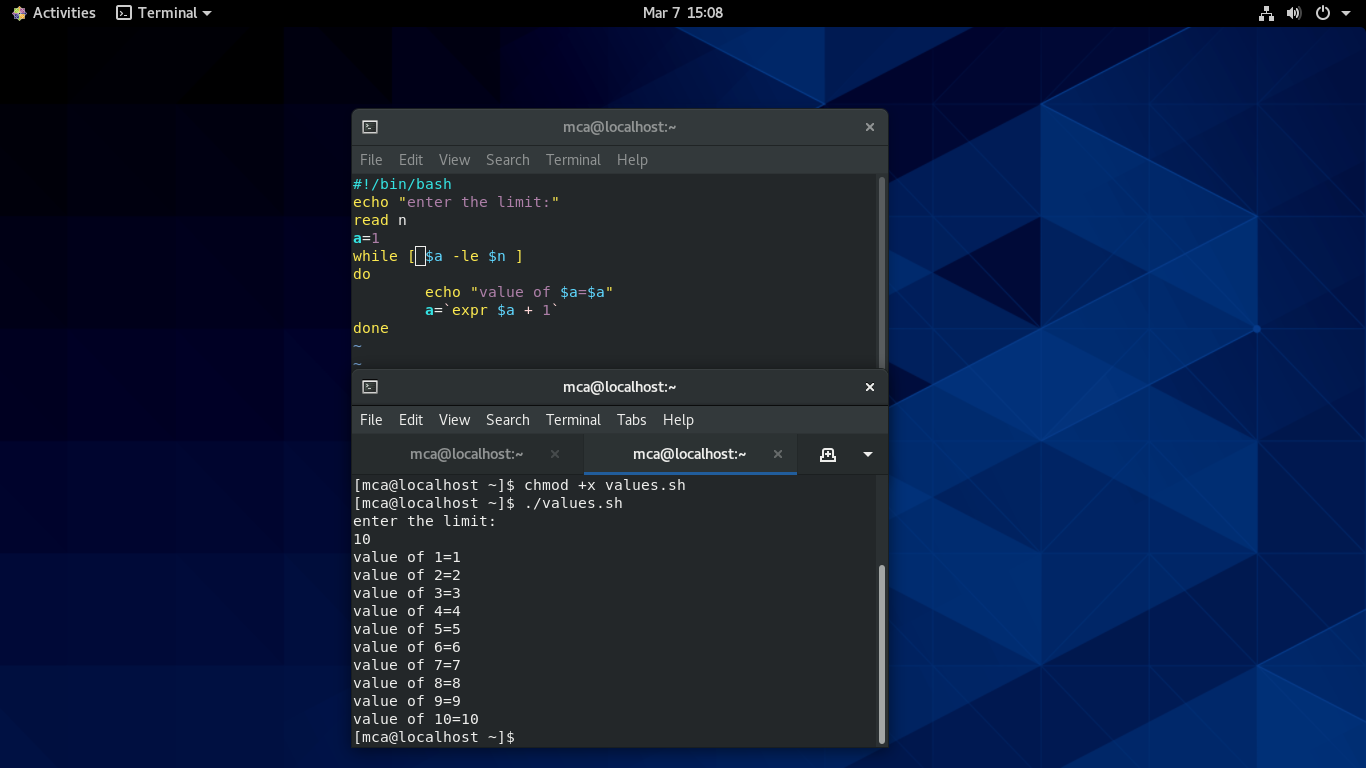 Activities Terminal Mar 7 15:08
mca@localhost:~
File Edit View Search Terminal Help
#!/bin/bash
echo "enter the limit:"
read n
a=1
while [ $a -le $n ]
do
        echo "value of $a=$a"
        a=`expr $a + 1`
done
~
~
mca@localhost:~
File Edit View Search Terminal Tabs Help
mca@localhost:~ mca@localhost:~
[mca@localhost ~]$ chmod +x values.sh
[mca@localhost ~]$ ./values.sh
enter the limit:
10
value of 1=1
value of 2=2
value of 3=3
value of 4=4
value of 5=5
value of 6=6
value of 7=7
value of 8=8
value of 9=9
value of 10=10
[mca@localhost ~]$